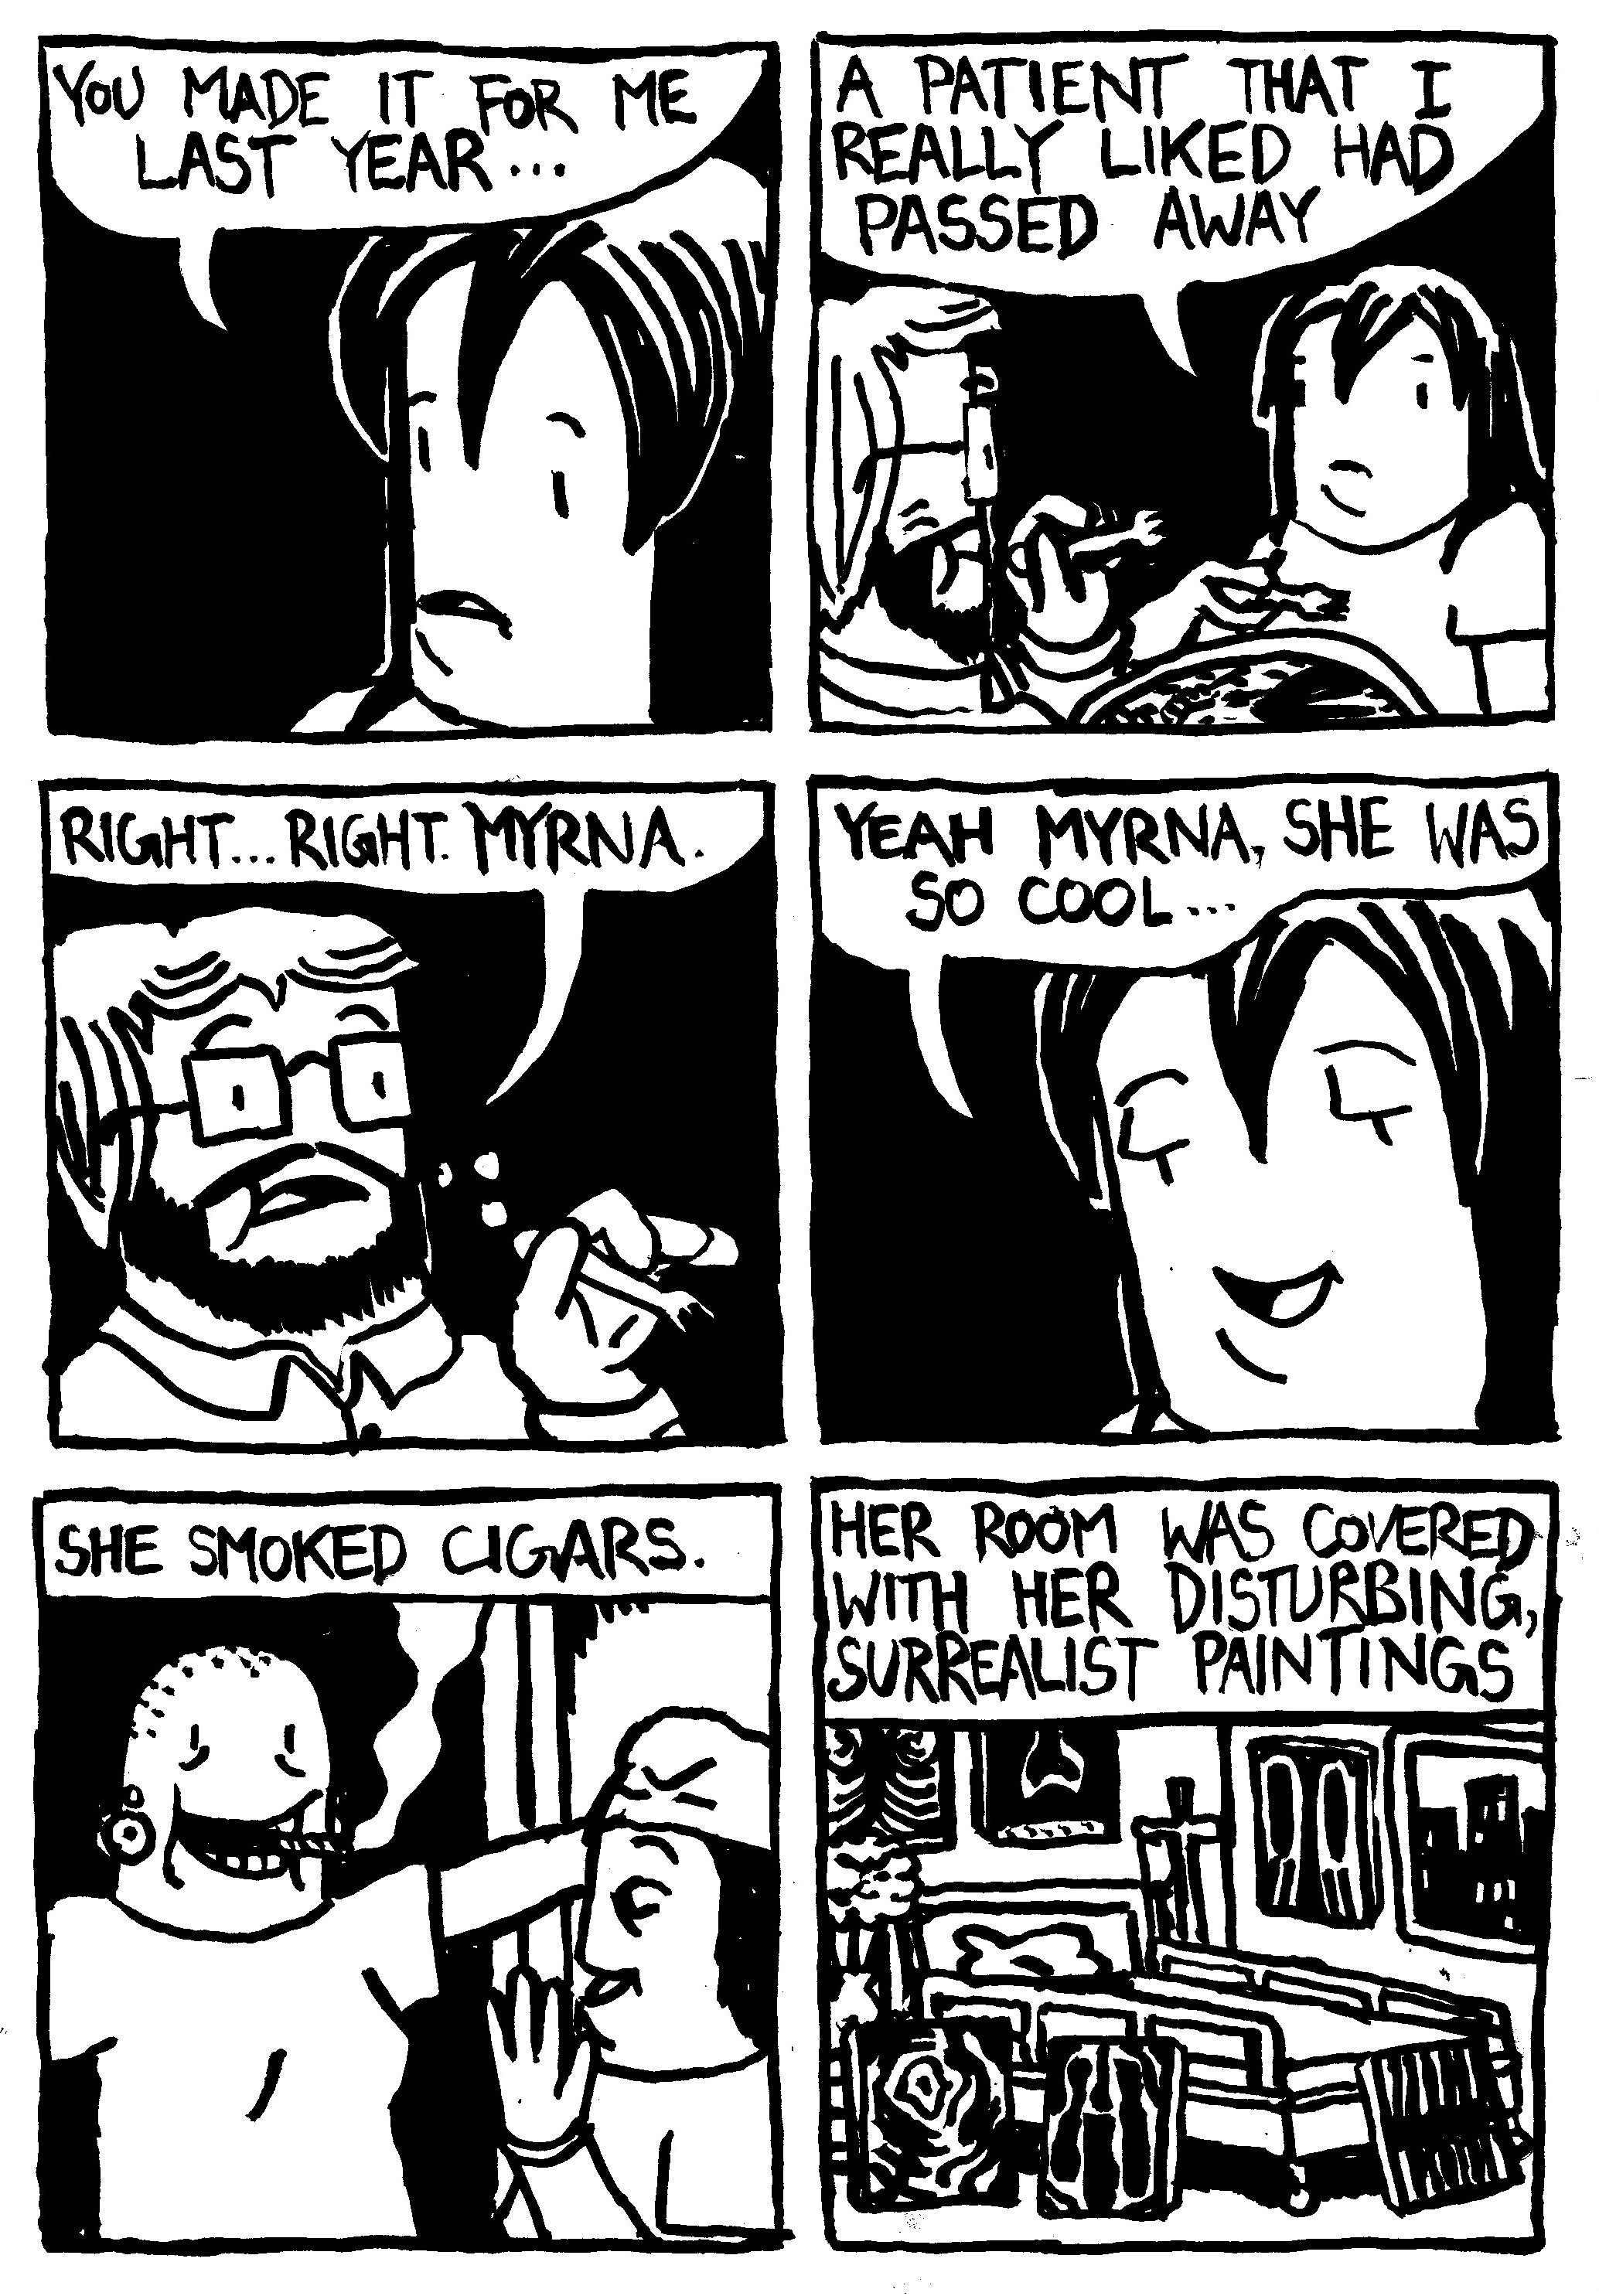 YOU MADE IT FOR ME
LAST YEAR...
A PATIENT THAT I
REALLY LIKED HAD
PASSED AWAY
RIGHT... RIGHT. MYRNA.
YEAH MYRNA, SHE WAS
SO COOL...
SHE SMOKED CIGARS.
HER ROOM WAS COVERED
WITH HER DISTURBING,
SURREALIST PAINTINGS